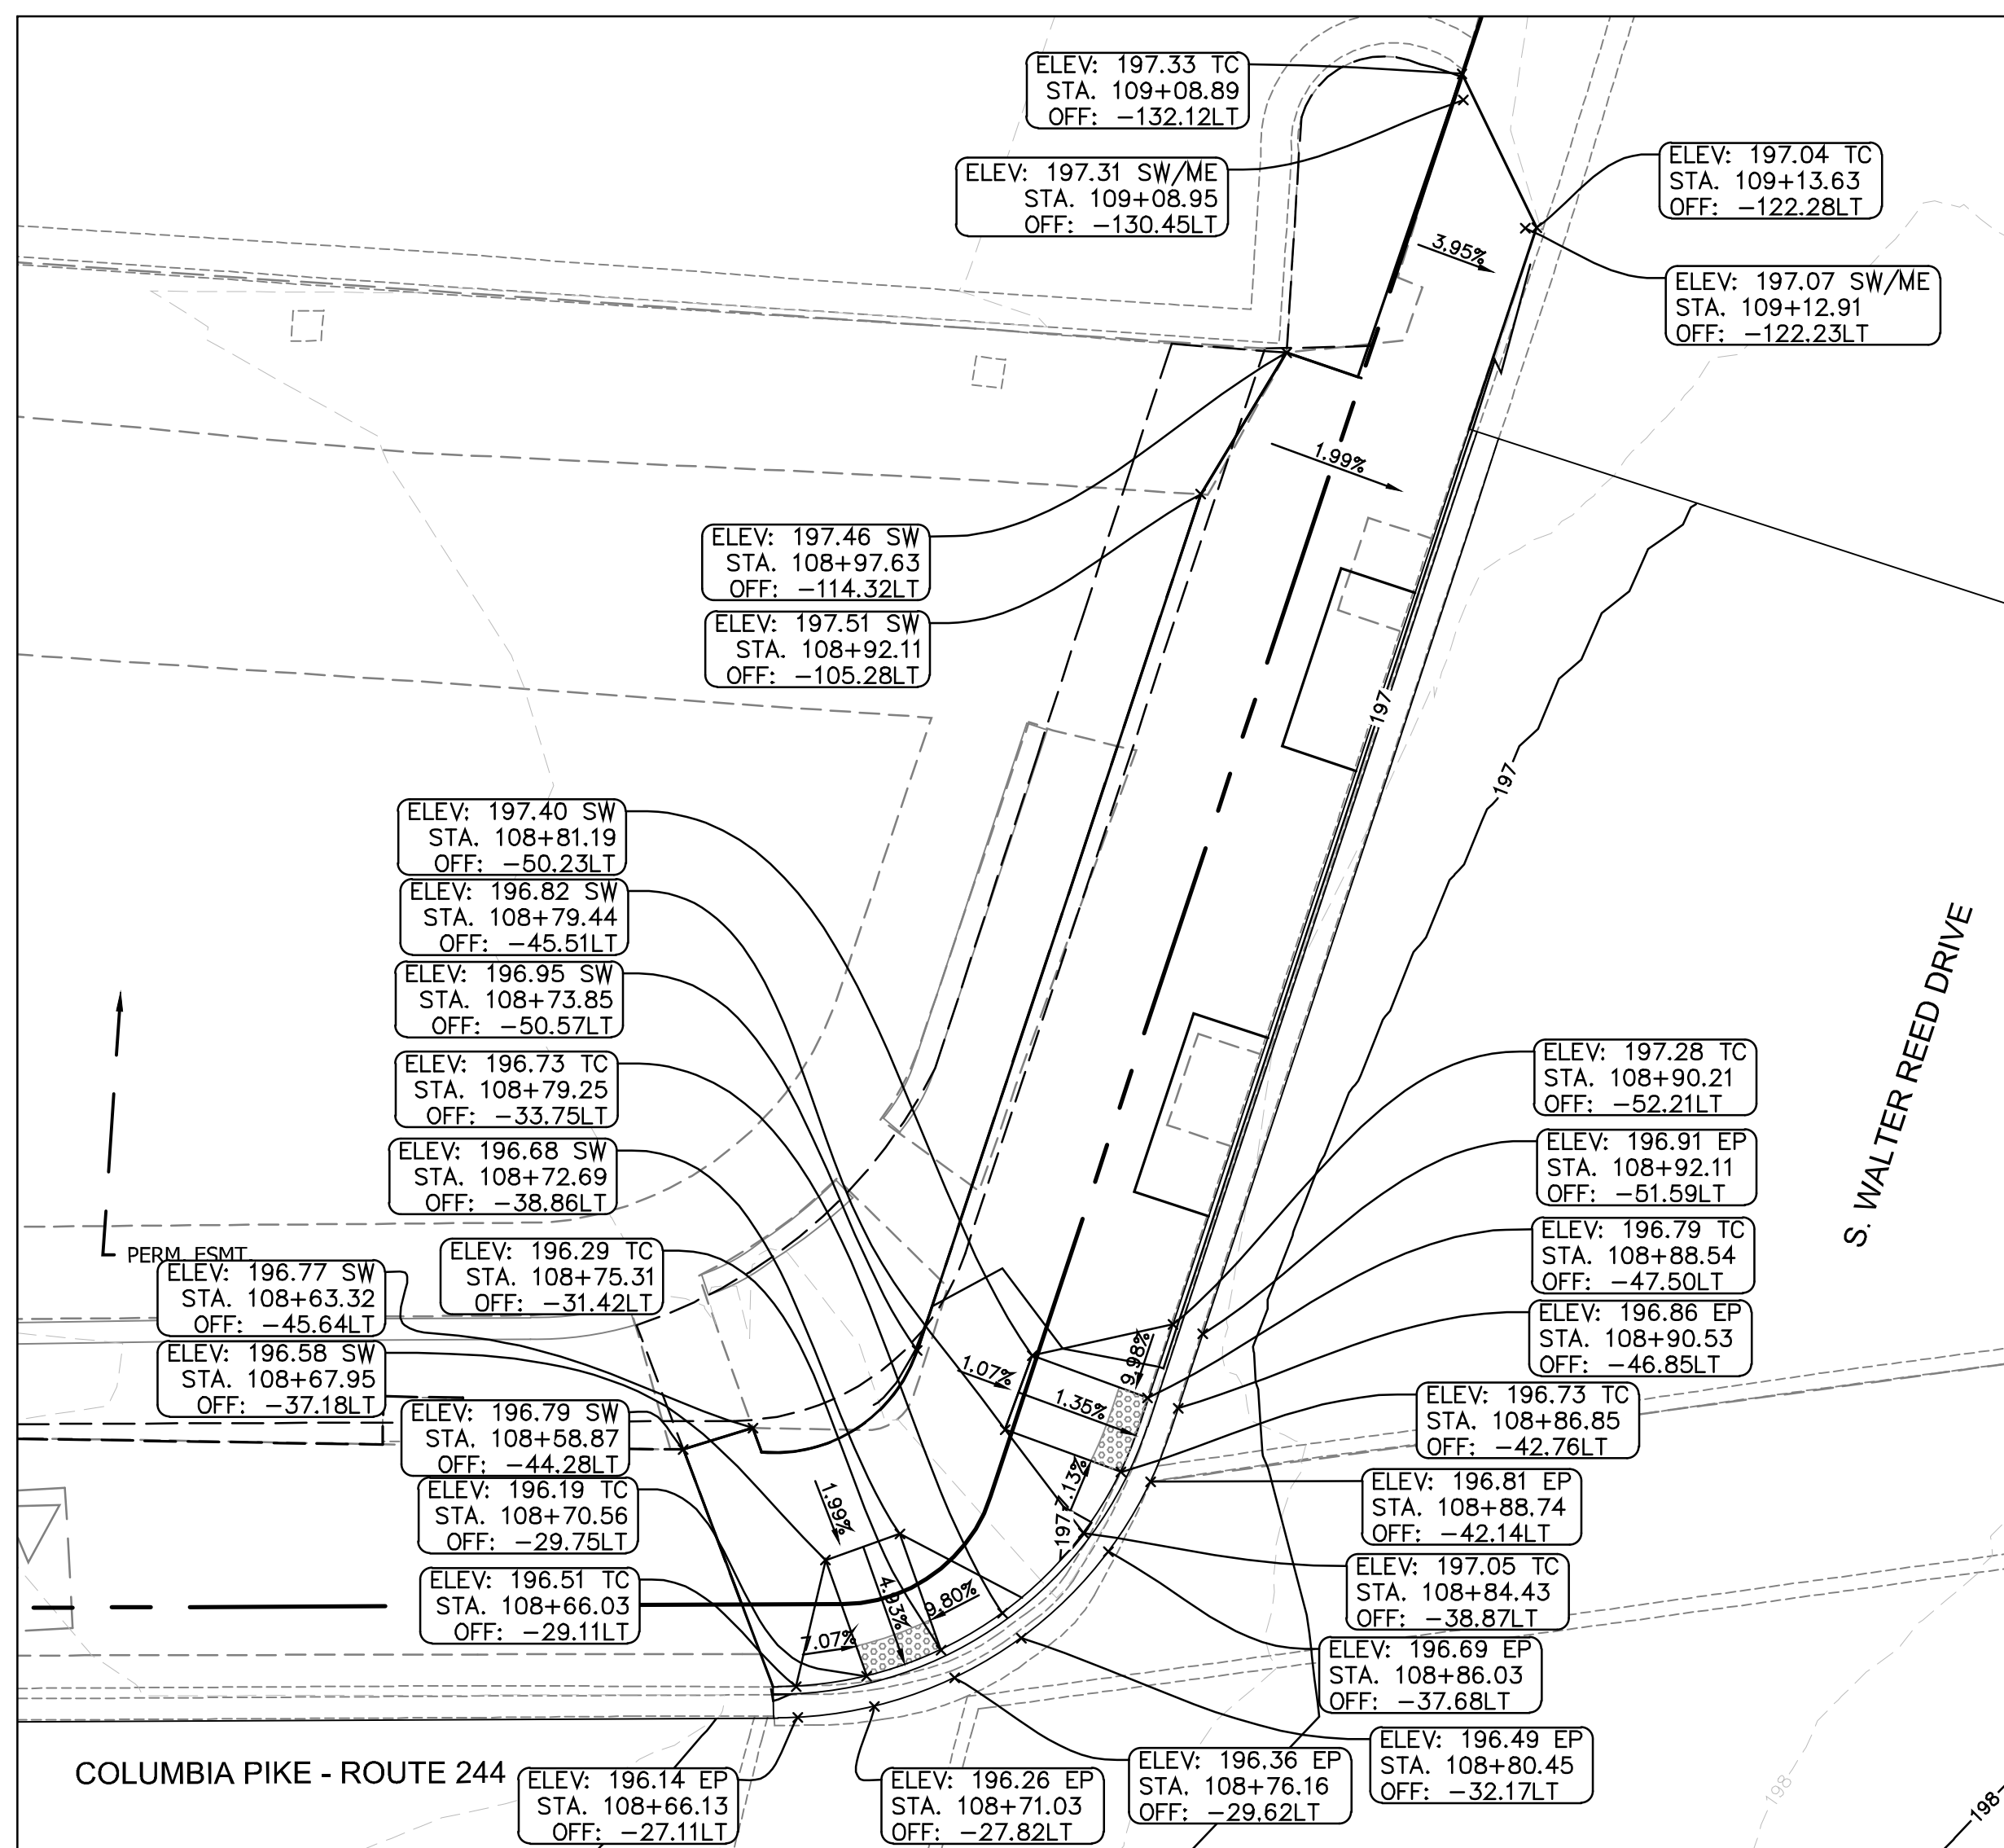 ELEV: 197.33 TC
STA. 109+08.89
OFF: -132.12LT
ELEV: 197.31 SW/ME
STA. 109+08.95
OFF: -130.45LT
ELEV: 197.04 TC
STA. 109+13.63
OFF: -122.28LT
ELEV: 197.07 SW/ME
STA. 109+12.91
OFF: -122.23LT
3.95%
1.99%
ELEV: 197.46 SW
STA. 108+97.63
OFF: -114.32LT
ELEV: 197.51 SW
STA. 108+92.11
OFF: -105.28LT
197
197
ELEV: 197.40 SW
STA. 108+81.19
OFF: -50.23LT
ELEV: 196.82 SW
STA. 108+79.44
OFF: -45.51LT
ELEV: 196.95 SW
STA. 108+73.85
OFF: -50.57LT
ELEV: 196.73 TC
STA. 108+79.25
OFF: -33.75LT
ELEV: 196.68 SW
STA. 108+72.69
OFF: -38.86LT
ELEV: 196.29 TC
STA. 108+75.31
OFF: -31.42LT
PERM ESMT.
ELEV: 196.77 SW
STA. 108+63.32
OFF: -45.64LT
ELEV: 196.58 SW
STA. 108+67.95
OFF: -37.18LT
ELEV: 196.79 SW
STA. 108+58.87
OFF: -44.28LT
ELEV: 196.19 TC
STA. 108+70.56
OFF: -29.75LT
ELEV: 196.51 TC
STA. 108+66.03
OFF: -29.11LT
S. WALTER REED DRIVE
ELEV: 197.28 TC
STA. 108+90.21
OFF: -52.21LT
ELEV: 196.91 EP
STA. 108+92.11
OFF: -51.59LT
ELEV: 196.79 TC
STA. 108+88.54
OFF: -47.50LT
ELEV: 196.86 EP
STA. 108+90.53
OFF: -46.85LT
ELEV: 196.73 TC
STA. 108+86.85
OFF: -42.76LT
ELEV: 196.81 EP
STA. 108+88.74
OFF: -42.14LT
ELEV: 197.05 TC
STA. 108+84.43
OFF: -38.87LT
ELEV: 196.69 EP
STA. 108+86.03
OFF: -37.68LT
ELEV: 196.49 EP
STA. 108+80.45
OFF: -32.17LT
ELEV: 196.36 EP
STA. 108+76.16
OFF: -29.62LT
ELEV: 196.26 EP
STA. 108+71.03
OFF: -27.82LT
ELEV: 196.14 EP
STA. 108+66.13
OFF: -27.11LT
1.07%
9.98%
1.35%
7.13%
197
1.99%
4.93%
9.80%
7.07%
COLUMBIA PIKE - ROUTE 244
198
198